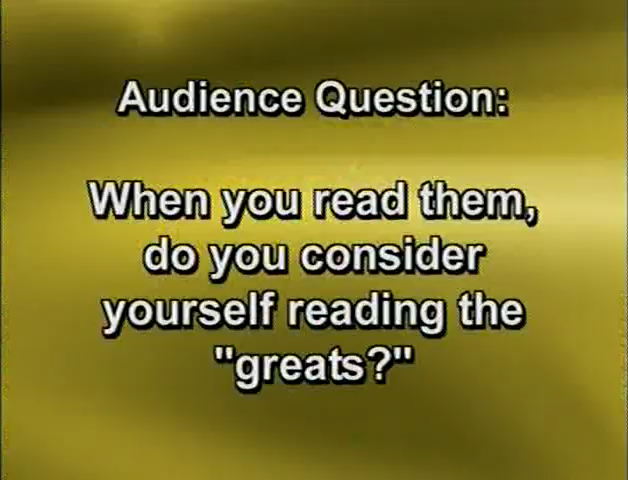 Audience Question:
When you read them,
do you consider
yourself reading the
"greats?"